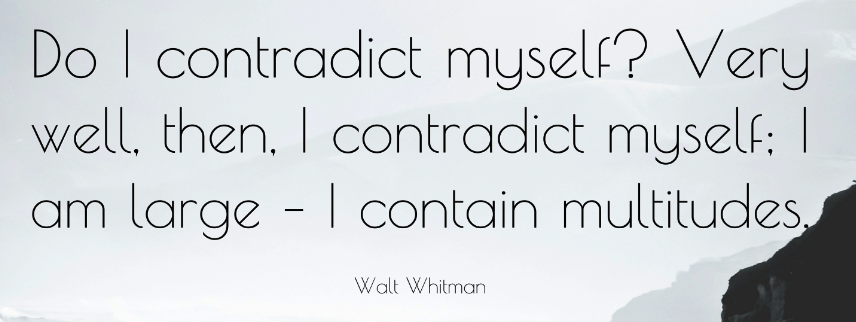 Do I contradict myself? Very
well, then, I contradict myself; I
am large – I contain multitudes.
Walt Whitman